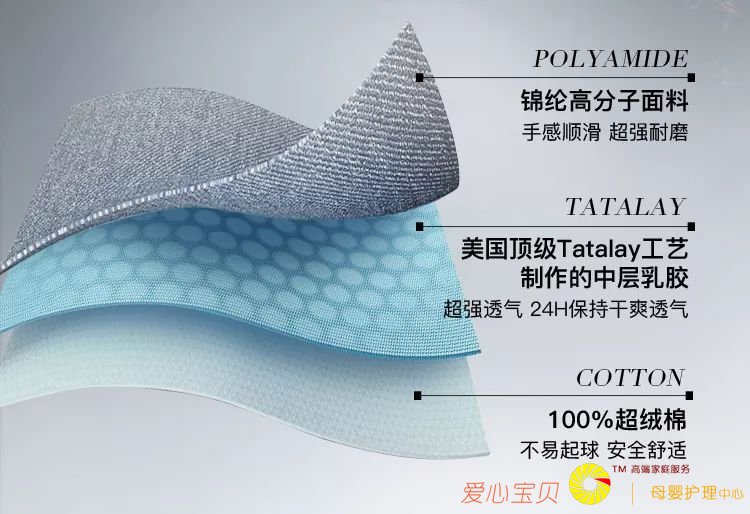 POLYAMIDE
锦纶高分子面料
手感顺滑 超强耐磨
TATALAY
美国顶级Tatalay工艺
制作的中层乳胶
超强透气 24H保持干爽透气
COTTON
100%超绒棉
不易起球 安全舒适
爱心宝贝 TM 高端家庭服务 | 母婴护理中心